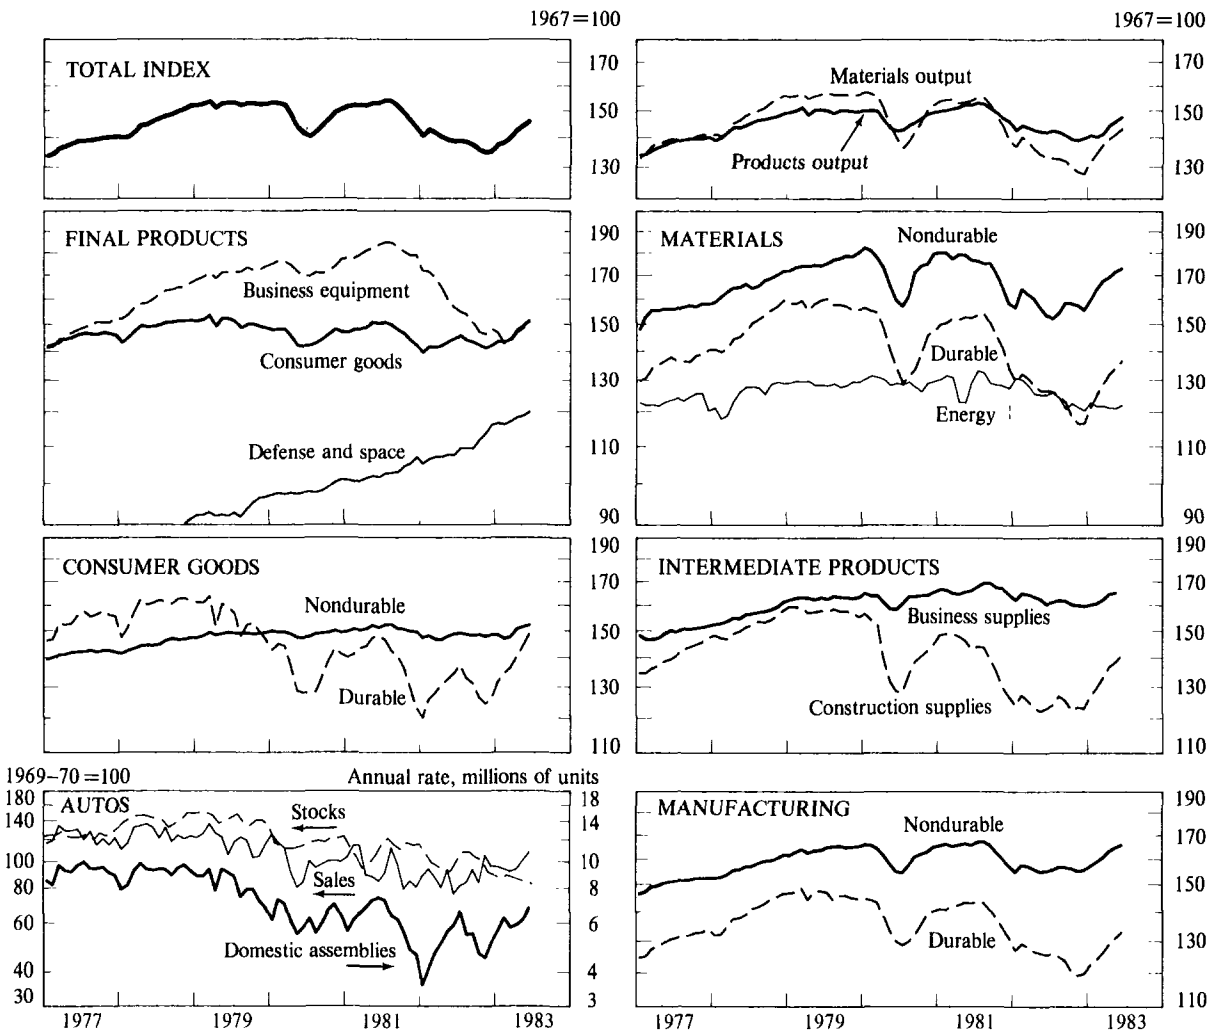 1967=100
TOTAL INDEX
170
150
130
FINAL PRODUCTS
190
170
150
130
110
90
Business equipment
Consumer goods
Defense and space
CONSUMER GOODS
190
170
150
130
110
Nondurable
Durable
1969–70=100
Annual rate, millions of units
AUTOS
180
140
100
80
60
40
30
18
14
10
8
6
4
3
Stocks
Sales
Domestic assemblies
1977
1979
1981
1983
1967=100
Materials output
Products output
170
150
130
MATERIALS
Nondurable
Durable
Energy
190
170
150
130
110
90
INTERMEDIATE PRODUCTS
Business supplies
Construction supplies
190
170
150
130
110
MANUFACTURING
Nondurable
Durable
190
170
150
130
110
1977
1979
1981
1983